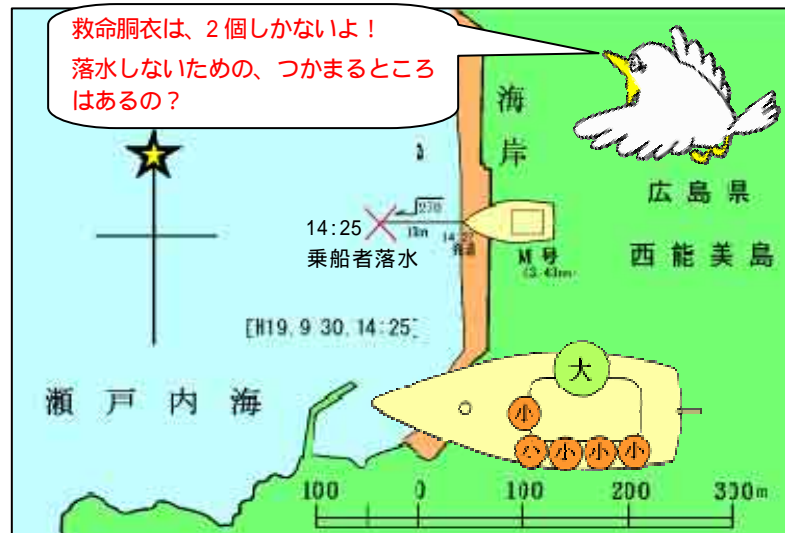 救命胴衣は、2個しかないよ！
落水しないための、つかまるところ
はあるの？
海岸
広島県
西能美島
270
14:25
乗船者落水
M号
[H19.9 30.14:25]
瀬戸内海
大
小
小 小 小 小
100 0 100 200 300m